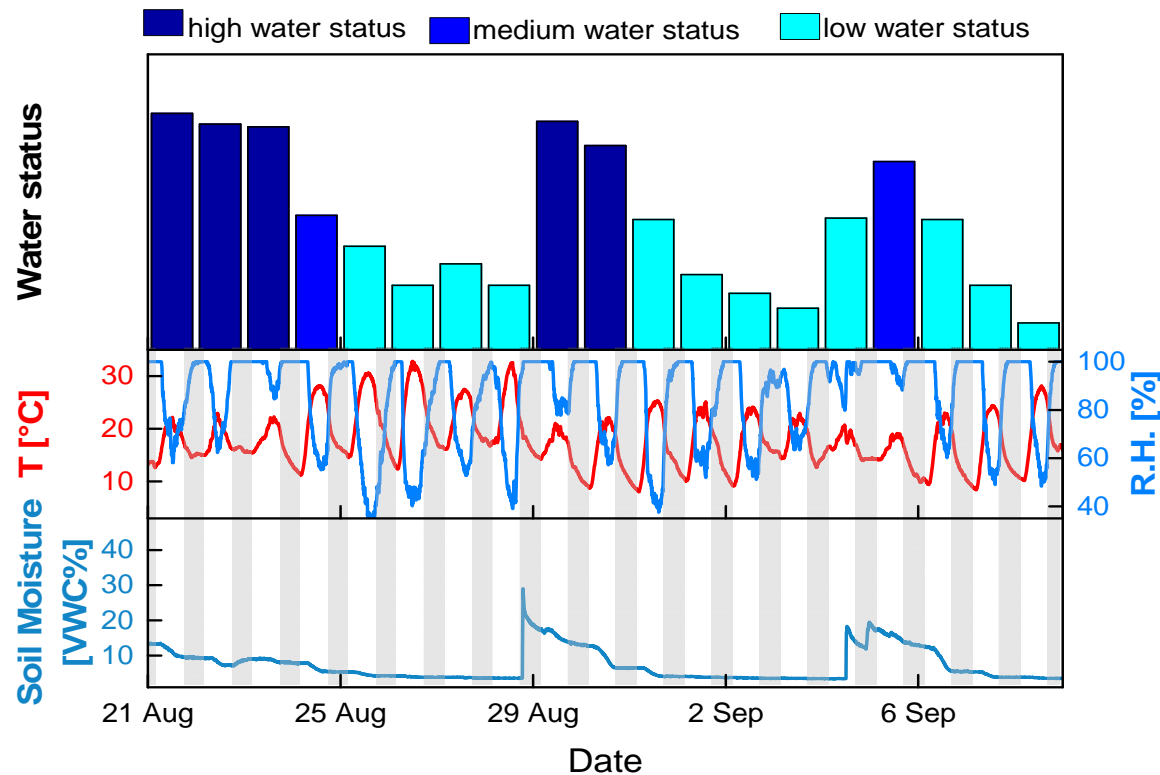 high water status
medium water status
low water status
Water status
T [°C]
30
20
10
R.H. [%]
100
80
60
40
Soil Moisture
[VWC%]
40
30
20
10
21 Aug
25 Aug
29 Aug
2 Sep
6 Sep
Date